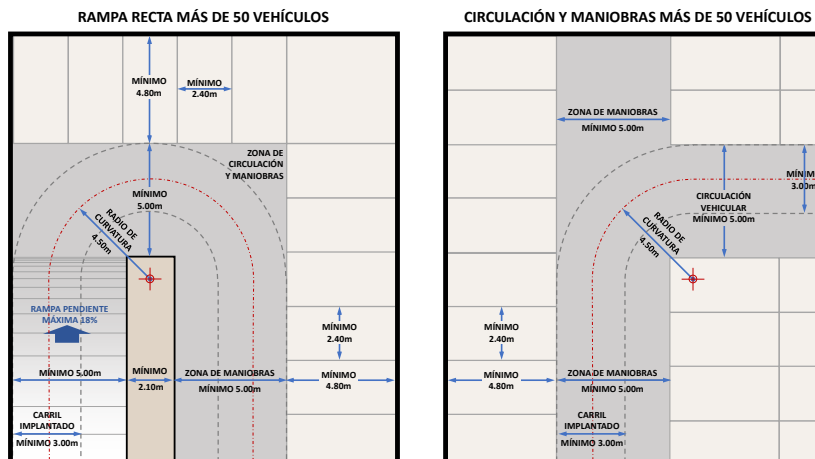 RAMPA RECTA MÁS DE 50 VEHÍCULOS
MÍNIMO
4.80m
MÍNIMO
2.40m
ZONA DE
CIRCULACIÓN
Y MANIOBRAS
MÍNIMO
5.00m
RADIO DE
CURVATURA
4.50m
RAMPA PENDIENTE
MÁXIMA 18%
MÍNIMO
2.40m
MÍNIMO 5.00m
MÍNIMO
2.10m
ZONA DE MANIOBRAS
MÍNIMO 5.00m
MÍNIMO
4.80m
CARRIL
IMPLANTADO
MÍNIMO 3.00m
CIRCULACIÓN Y MANIOBRAS MÁS DE 50 VEHÍCULOS
ZONA DE MANIOBRAS
MÍNIMO 5.00m
MÍNIM
3.00m
CIRCULACIÓN
VEHICULAR
MÍNIMO 5.00m
RADIO DE
CURVATURA
4.50m
MÍNIMO
2.40m
MÍNIMO
4.80m
ZONA DE MANIOBRAS
MÍNIMO 5.00m
CARRIL
IMPLANTADO
MÍNIMO 3.00m